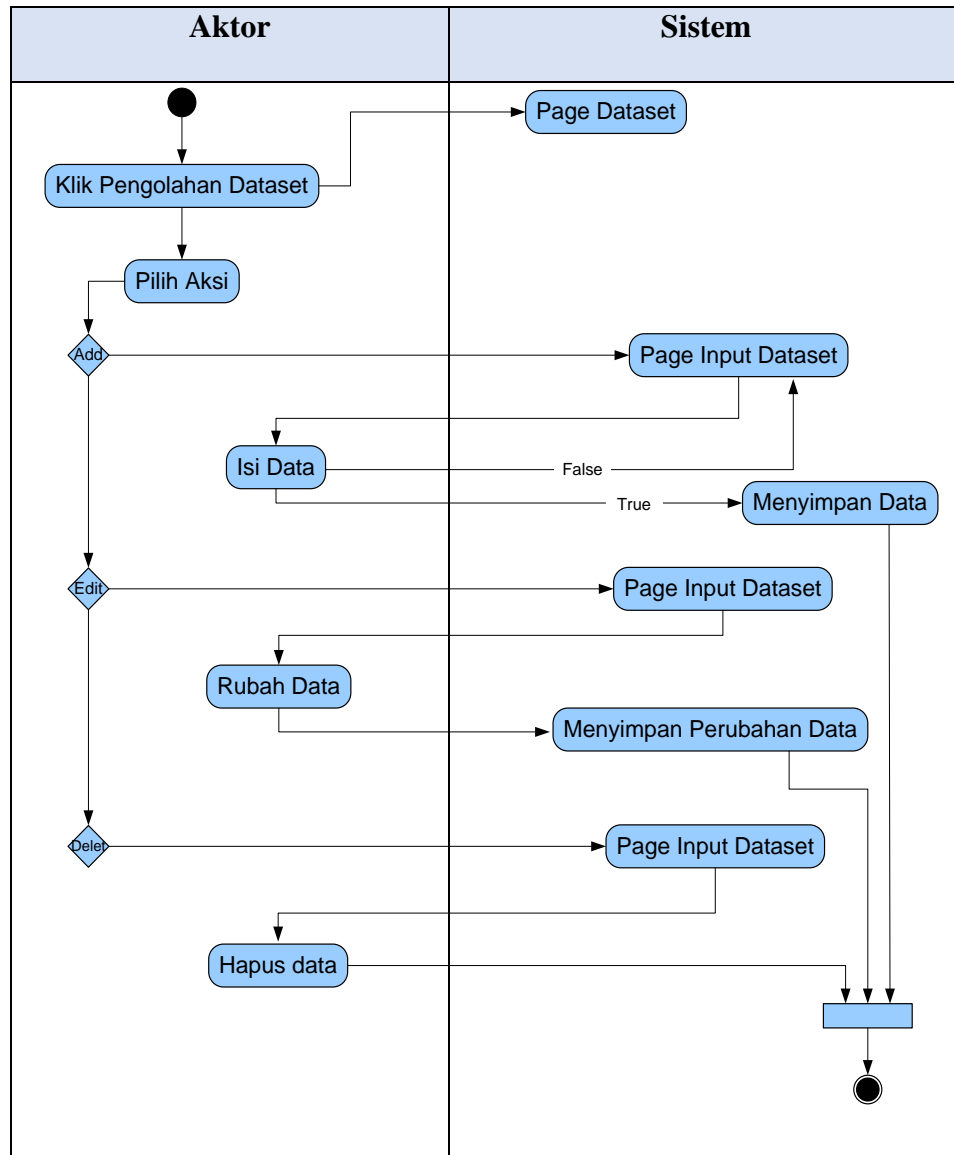 Aktor
Sistem
Page Dataset
Klik Pengolahan Dataset
Pilih Aksi
Add
Page Input Dataset
Isi Data
False
True
Menyimpan Data
Edit
Page Input Dataset
Rubah Data
Menyimpan Perubahan Data
Delet
Page Input Dataset
Hapus data